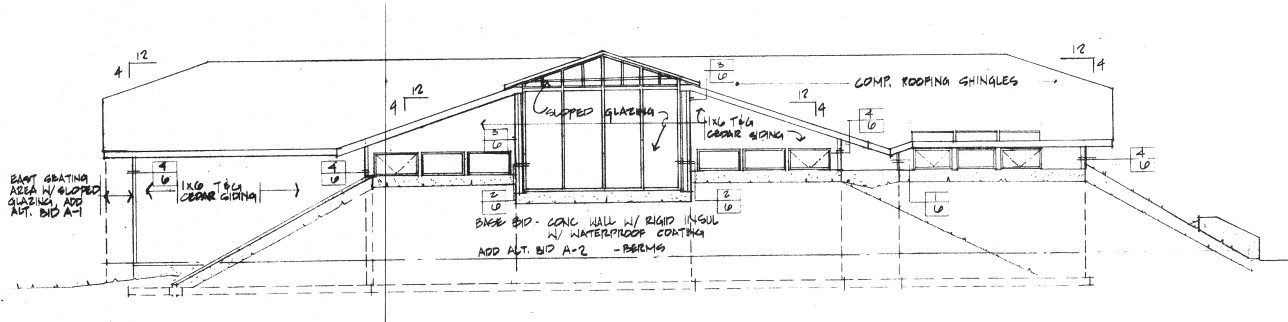 12
4
12
4
12
4
12
4
3
6
COMP. ROOFING SHINGLES
SLOPED GLAZING
1X6 T&G
CEDAR SIDING
4
6
3
6
4
6
4
6
4
6
EAST SEATING
AREA W/ SLOPED
GLAZING, ADD
ALT. BID A-1
1X6 T&G
CEDAR SIDING
2
6
2
6
1
6
BASE BID - CONC WALL W/ RIGID INSUL
W/ WATERPROOF COATING
ADD ALT. BID A-2 - BERMS